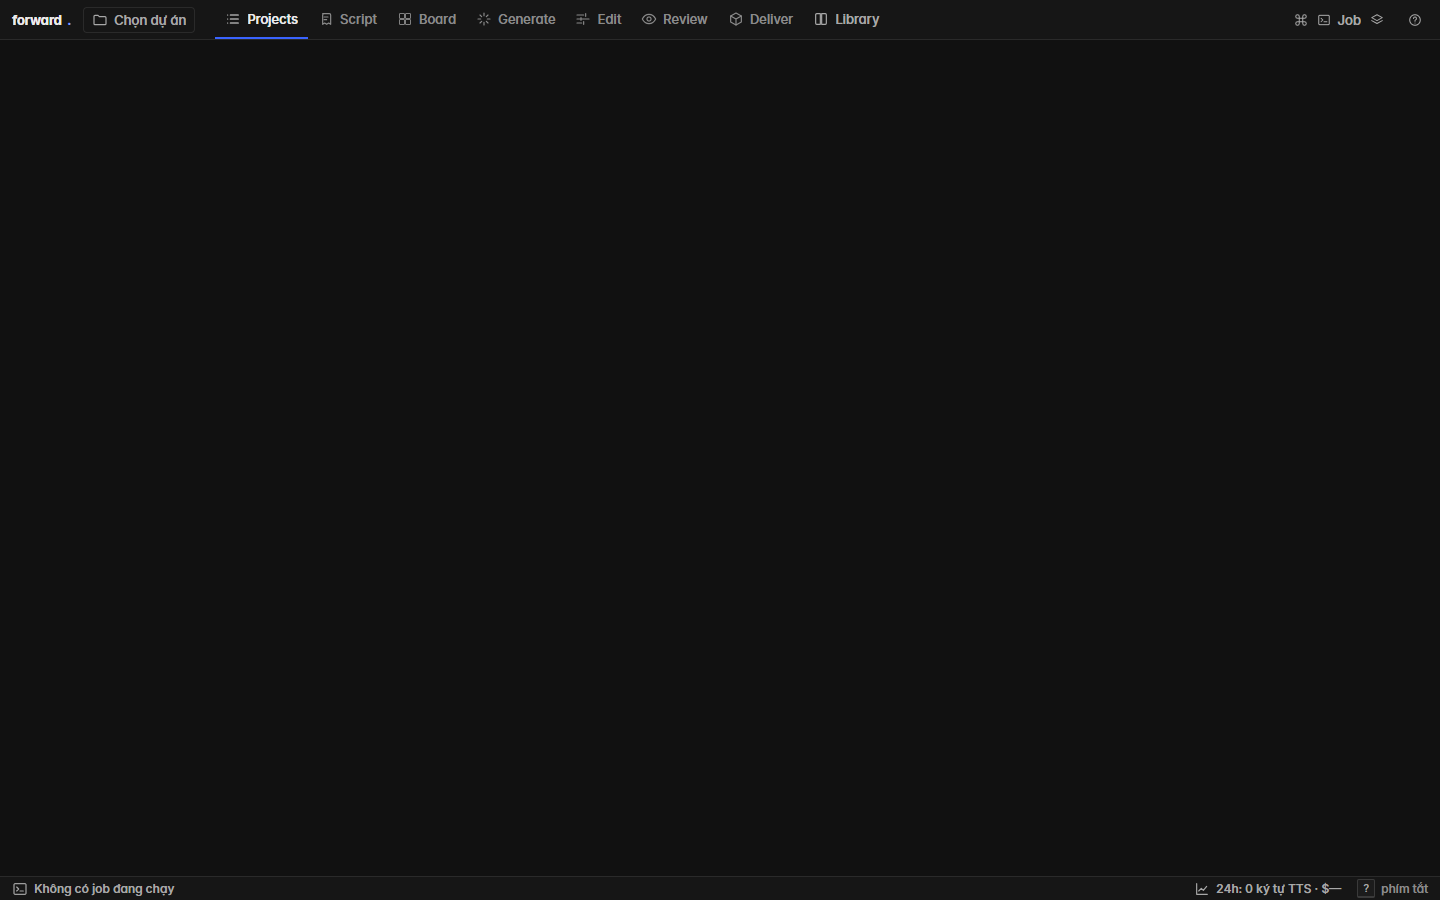 forward.
Chọn dự án
Projects
Script
Board
Generate
Edit
Review
Deliver
Library
Job
Không có job đang chạy
24h: 0 ký tự TTS · $—
? phím tắt